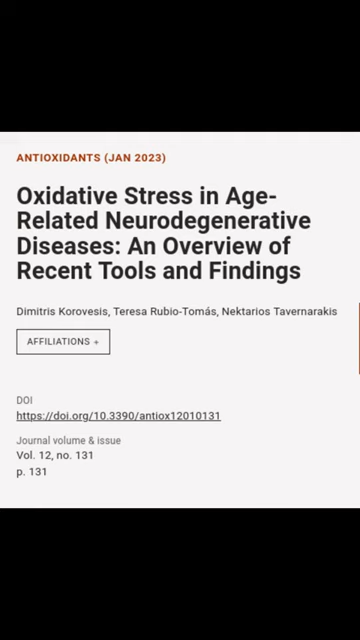 ANTIOXIDANTS (JAN 2023)
Oxidative Stress in Age-
Related Neurodegenerative
Diseases: An Overview of
Recent Tools and Findings
Dimitris Korovesis, Teresa Rubio-Tomás, Nektarios Tavernarakis
AFFILIATIONS +
DOI
https://doi.org/10.3390/antiox12010131
Journal volume & issue
Vol. 12, no. 131
p. 131